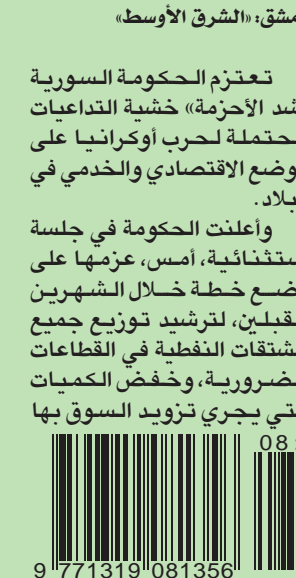 مشق: «الشرق الأوسط»
تعتزم الحكومة السورية
شد الأحزمة» خشية التداعيات
محتملة لحرب أوكرانيا على
وضع الاقتصادي والخدمي في
بلاد.
وأعلنت الحكومة في جلسة
ستثنائية، أمس، عزمها على
ضع خطة خلال الشهرين
مقبلين، لترشيد توزيع جميع
مشتقات النفطية في القطاعات
ضرورية، وخفض الكميات
تي يجري تزويد السوق بها
08
9 771319 081356